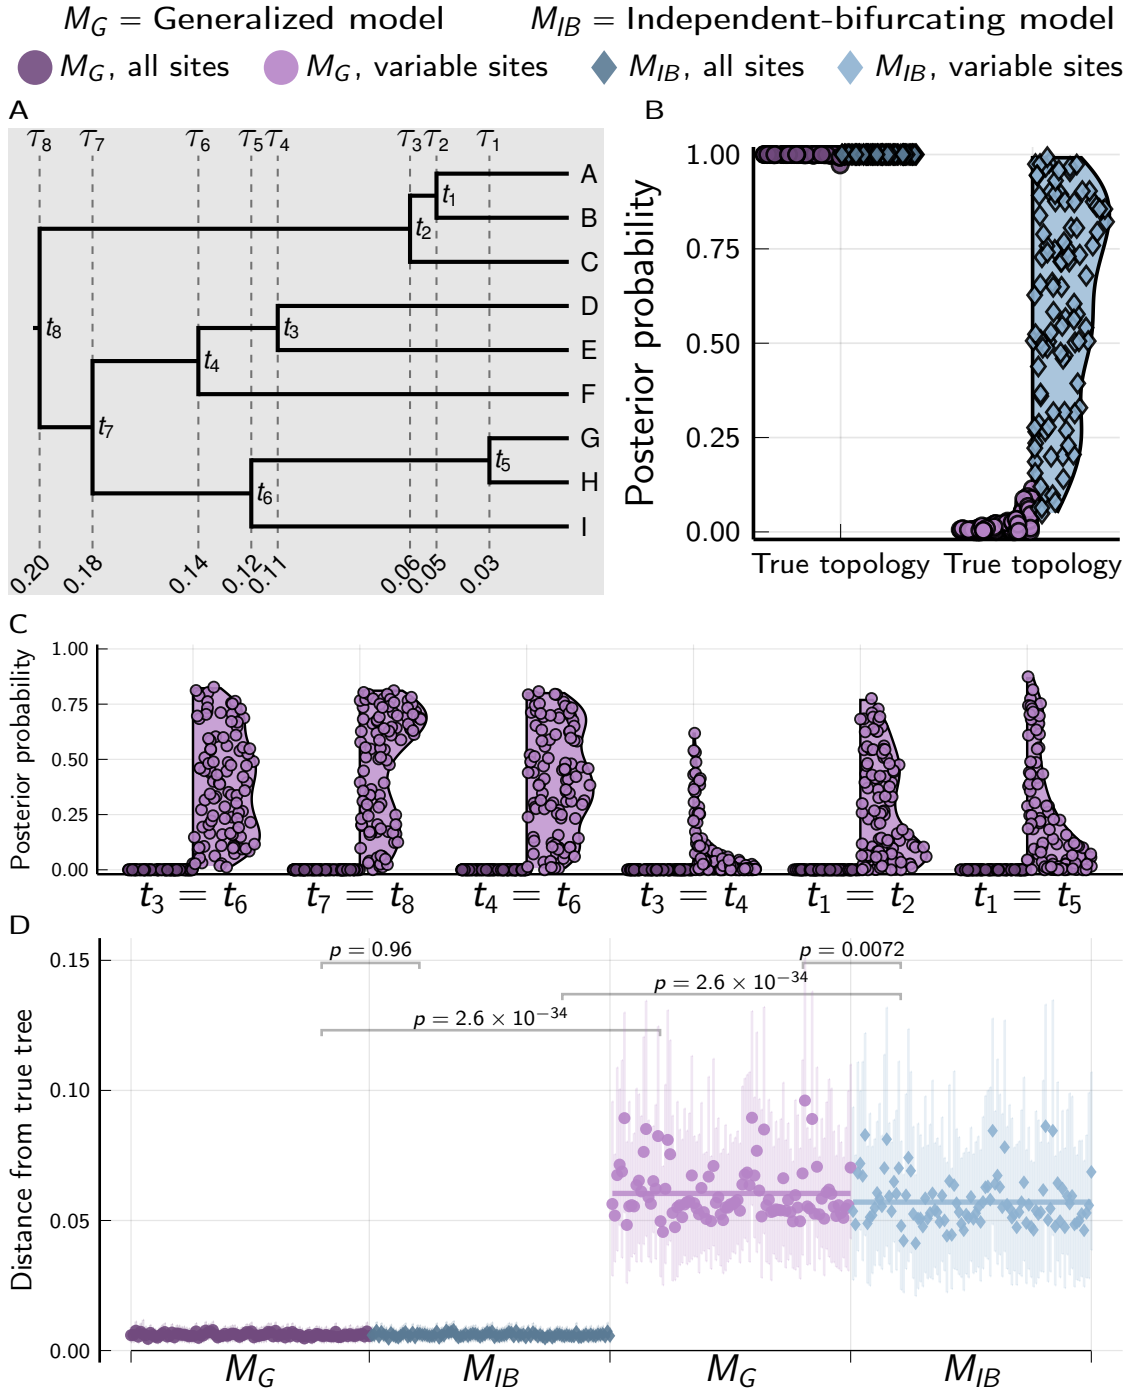 M_G = Generalized model M_IB = Independent-bifurcating model
M_G, all sites M_G, variable sites M_IB, all sites M_IB, variable sites
A
τ8 τ7 τ6 τ5 τ4 τ3 τ2 τ1
A
B
C
D
E
F
G
H
I
t1
t2
t3
t4
t5
t6
t7
t8
0.20 0.18 0.14 0.12 0.11 0.06 0.05 0.03
B
Posterior probability
1.00
0.75
0.50
0.25
0.00
True topology True topology
C
Posterior probability
1.00
0.75
0.50
0.25
0.00
t3 = t6 t7 = t8 t4 = t6 t3 = t4 t1 = t2 t1 = t5
D
Distance from true tree
0.15
0.10
0.05
0.00
p = 0.96
p = 0.0072
p = 2.6 × 10^−34
p = 2.6 × 10^−34
M_G M_IB M_G M_IB